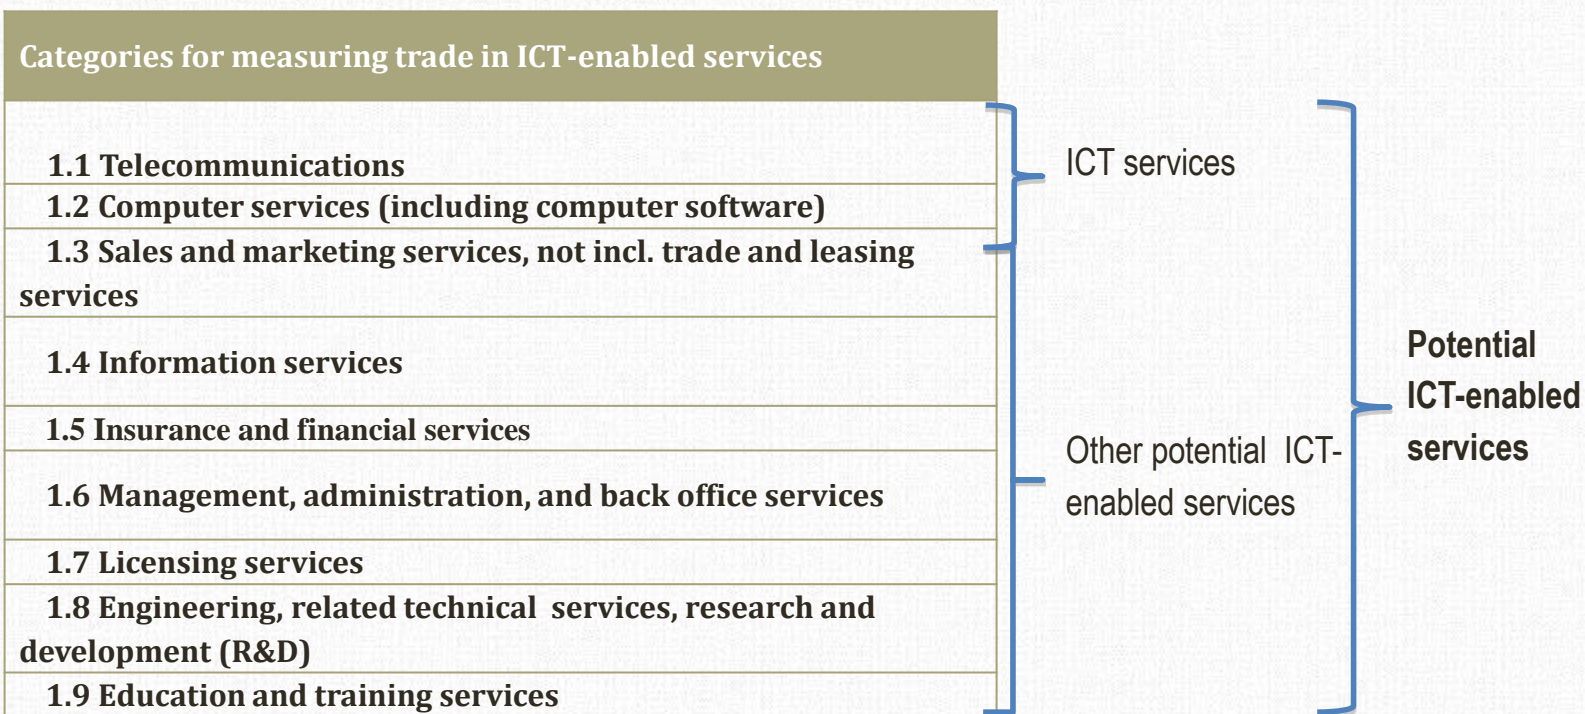 Categories for measuring trade in ICT-enabled services
1.1 Telecommunications
1.2 Computer services (including computer software)
1.3 Sales and marketing services, not incl. trade and leasing
services
1.4 Information services
1.5 Insurance and financial services
1.6 Management, administration, and back office services
1.7 Licensing services
1.8 Engineering, related technical services, research and
development (R&D)
1.9 Education and training services
ICT services
Other potential ICT-
enabled services
Potential
ICT-enabled
services